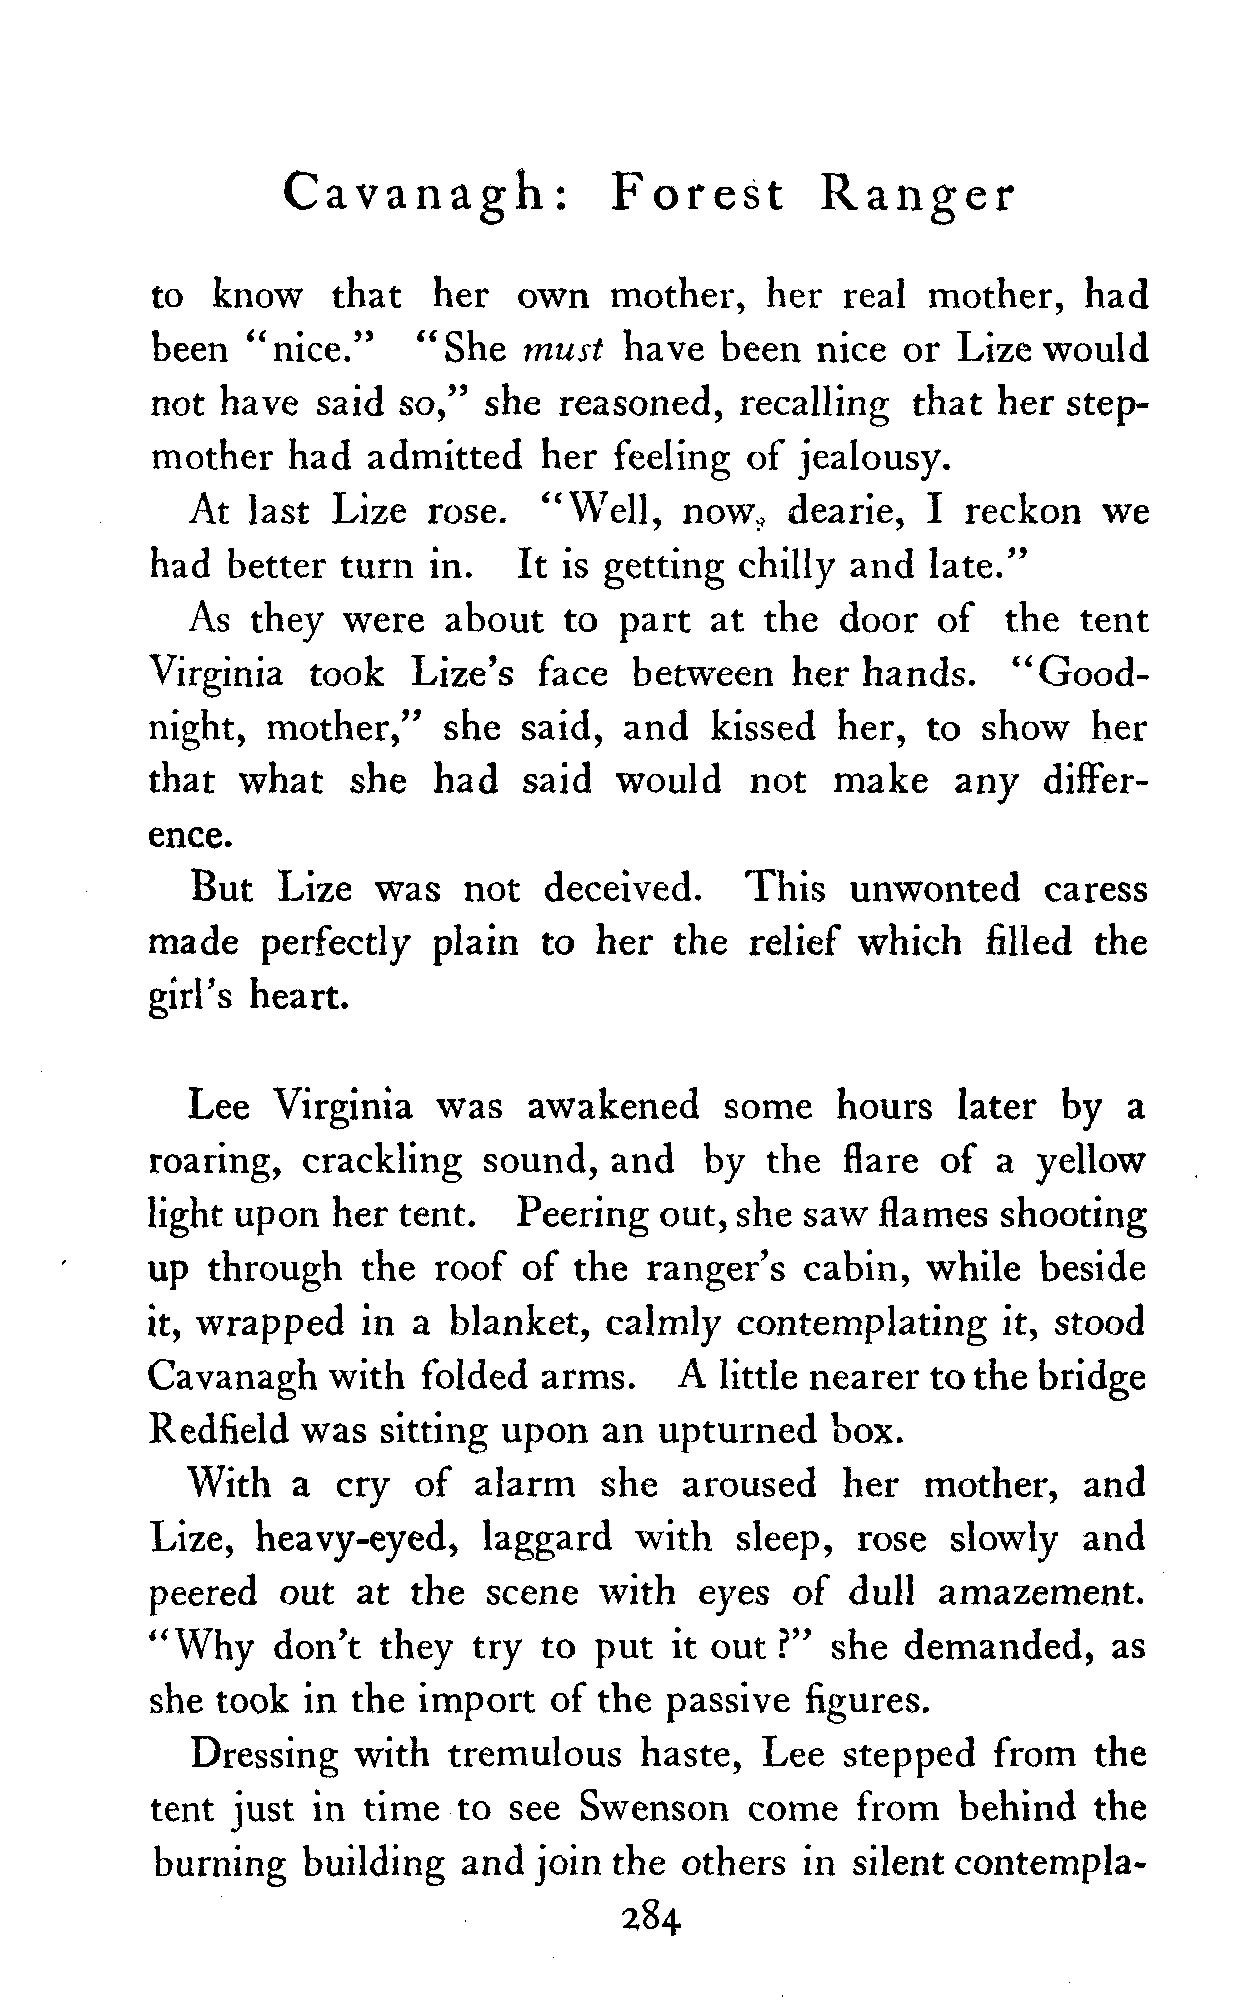 Cavanagh: Forest Ranger
to know that her own mother, her real mother, had
been "nice." "She must have been nice or Lize would
not have said so," she reasoned, recalling that her step-
mother had admitted her feeling of jealousy.
At last Lize rose. "Well, now, dearie, I reckon we
had better turn in. It is getting chilly and late."
As they were about to part at the door of the tent
Virginia took Lize's face between her hands. "Good-
night, mother," she said, and kissed her, to show her
that what she had said would not make any differ-
ence.
But Lize was not deceived. This unwonted caress
made perfectly plain to her the relief which filled the
girl's heart.
Lee Virginia was awakened some hours later by a
roaring, crackling sound, and by the flare of a yellow
light upon her tent. Peering out, she saw flames shooting
up through the roof of the ranger's cabin, while beside
it, wrapped in a blanket, calmly contemplating it, stood
Cavanagh with folded arms. A little nearer to the bridge
Redfield was sitting upon an upturned box.
With a cry of alarm she aroused her mother, and
Lize, heavy-eyed, laggard with sleep, rose slowly and
peered out at the scene with eyes of dull amazement.
"Why don't they try to put it out?" she demanded, as
she took in the import of the passive figures.
Dressing with tremulous haste, Lee stepped from the
tent just in time to see Swenson come from behind the
burning building and join the others in silent contempla-
284